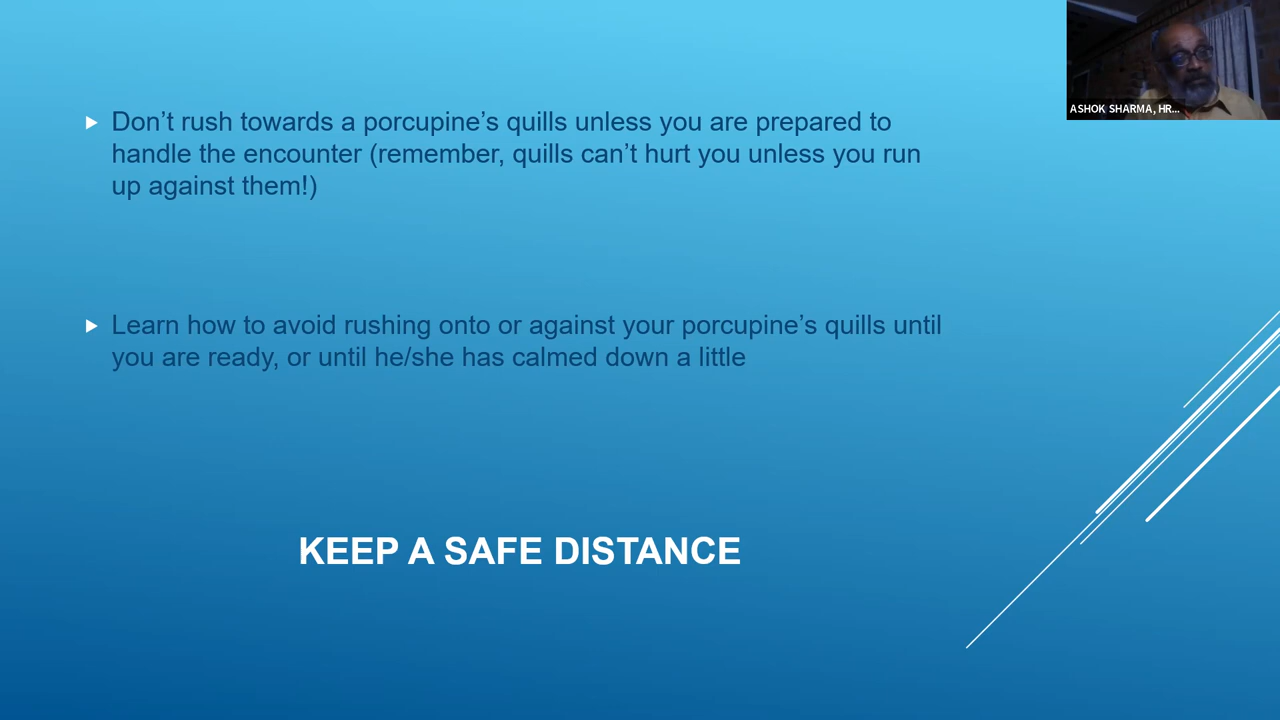 ASHOK SHARMA, HR...
Don’t rush towards a porcupine’s quills unless you are prepared to
handle the encounter (remember, quills can’t hurt you unless you run
up against them!)
Learn how to avoid rushing onto or against your porcupine’s quills until
you are ready, or until he/she has calmed down a little
KEEP A SAFE DISTANCE